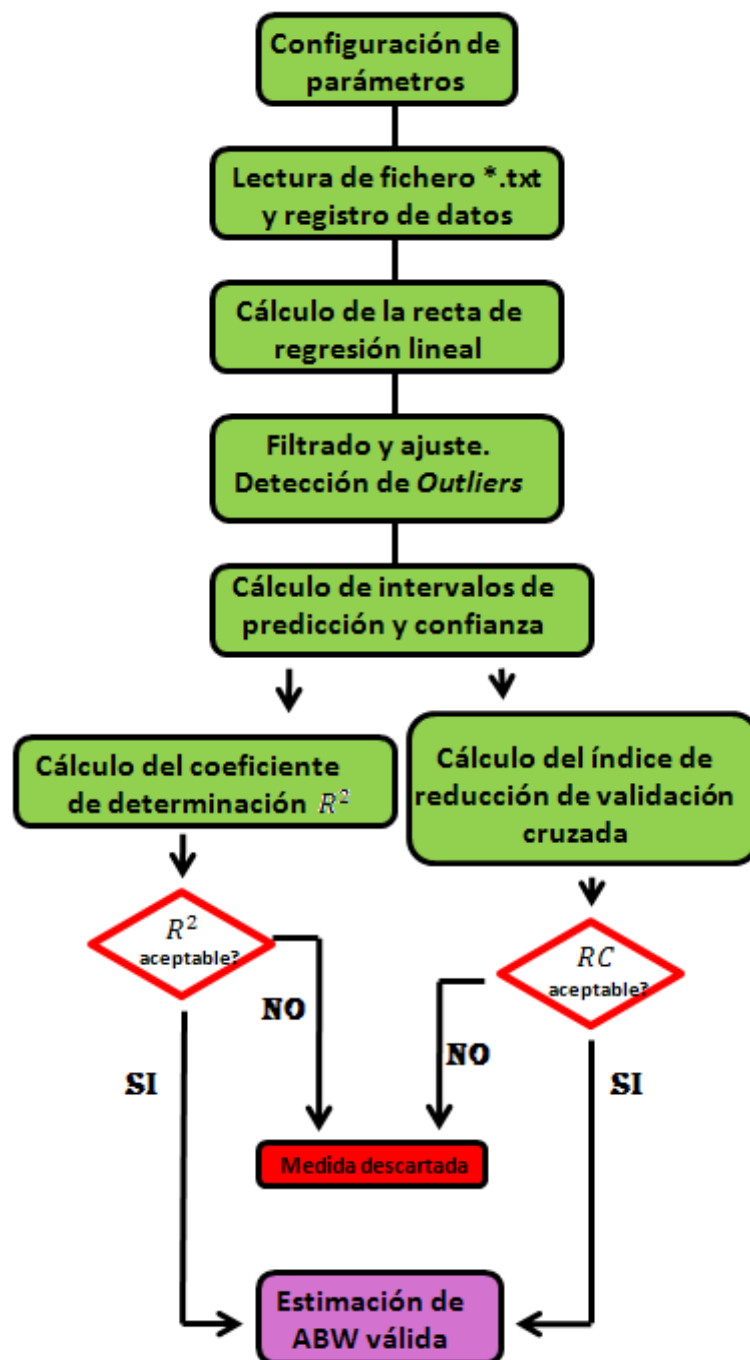 Configuración de
parámetros
Lectura de fichero *.txt
y registro de datos
Cálculo de la recta de
regresión lineal
Filtrado y ajuste.
Detección de Outliers
Cálculo de intervalos de
predicción y confianza
Cálculo del coeficiente
de determinación R²
Cálculo del índice de
reducción de validación
cruzada
R²
aceptable?
RC
aceptable?
NO
NO
SI
SI
Medida descartada
Estimación de
ABW válida